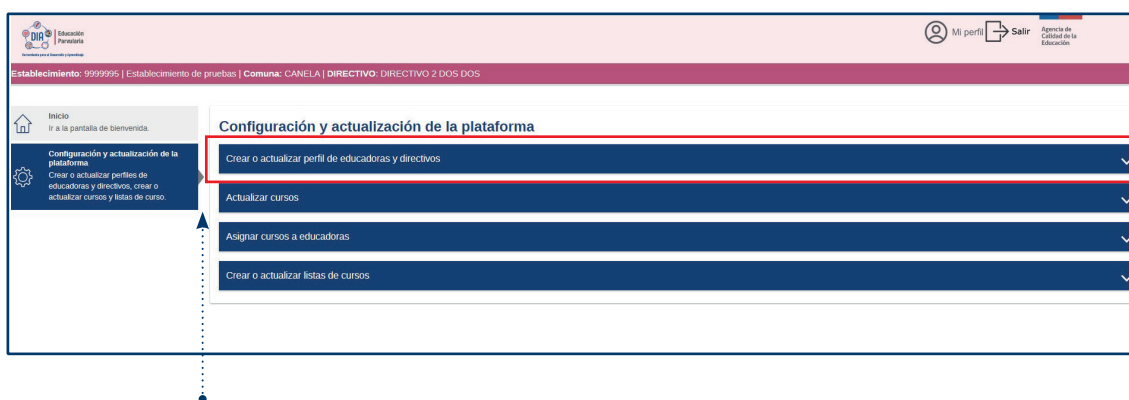 DIA
Educación
Parvularia
Mi perfil
Salir
Agencia de
Calidad de la
Educación
Establecimiento: 9999995 | Establecimiento de pruebas | Comuna: CANELA | DIRECTIVO: DIRECTIVO 2 DOS DOS
Inicio
Ir a la pantalla de bienvenida.
Configuración y actualización de la
plataforma
Crear o actualizar perfiles de
educadoras y directivos, crear o
actualizar cursos y listas de curso.
Configuración y actualización de la plataforma
Crear o actualizar perfil de educadoras y directivos
Actualizar cursos
Asignar cursos a educadoras
Crear o actualizar listas de cursos